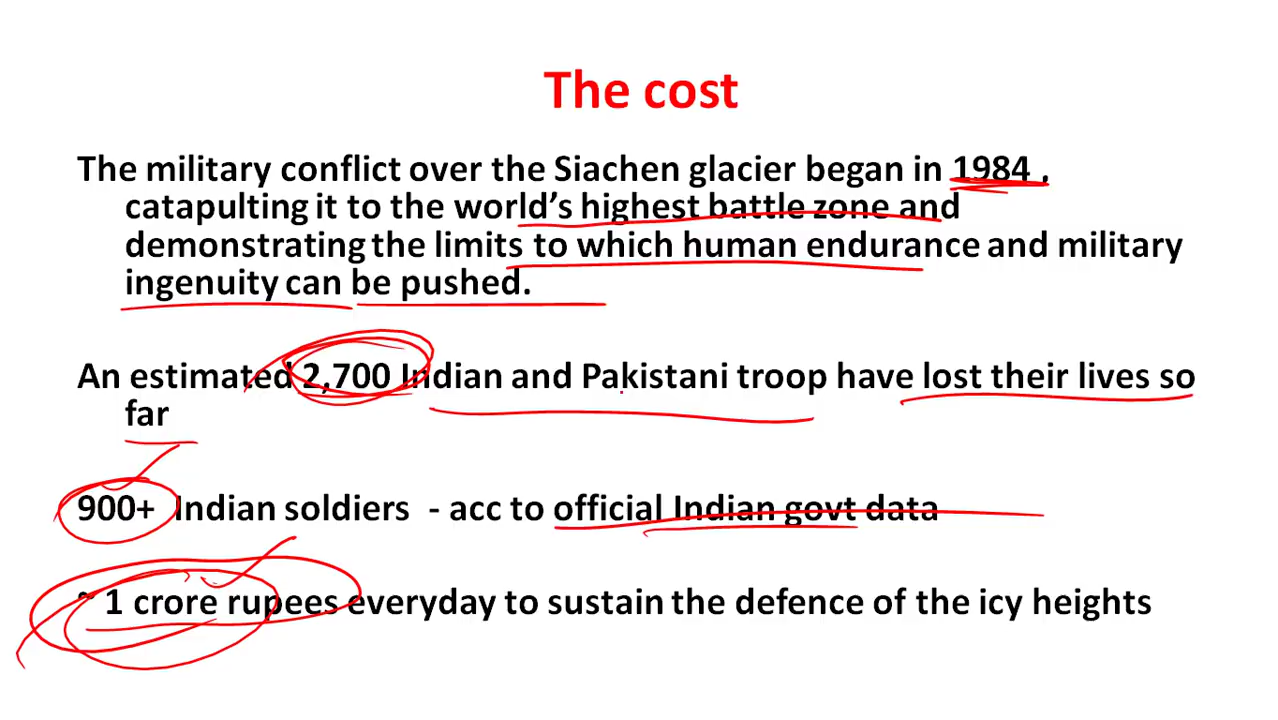 The cost
The military conflict over the Siachen glacier began in 1984 ,
catapulting it to the world's highest battle zone and
demonstrating the limits to which human endurance and military
ingenuity can be pushed.
An estimated 2,700 Indian and Pakistani troop have lost their lives so
far
900+ Indian soldiers - acc to official Indian govt data
~ 1 crore rupees everyday to sustain the defence of the icy heights